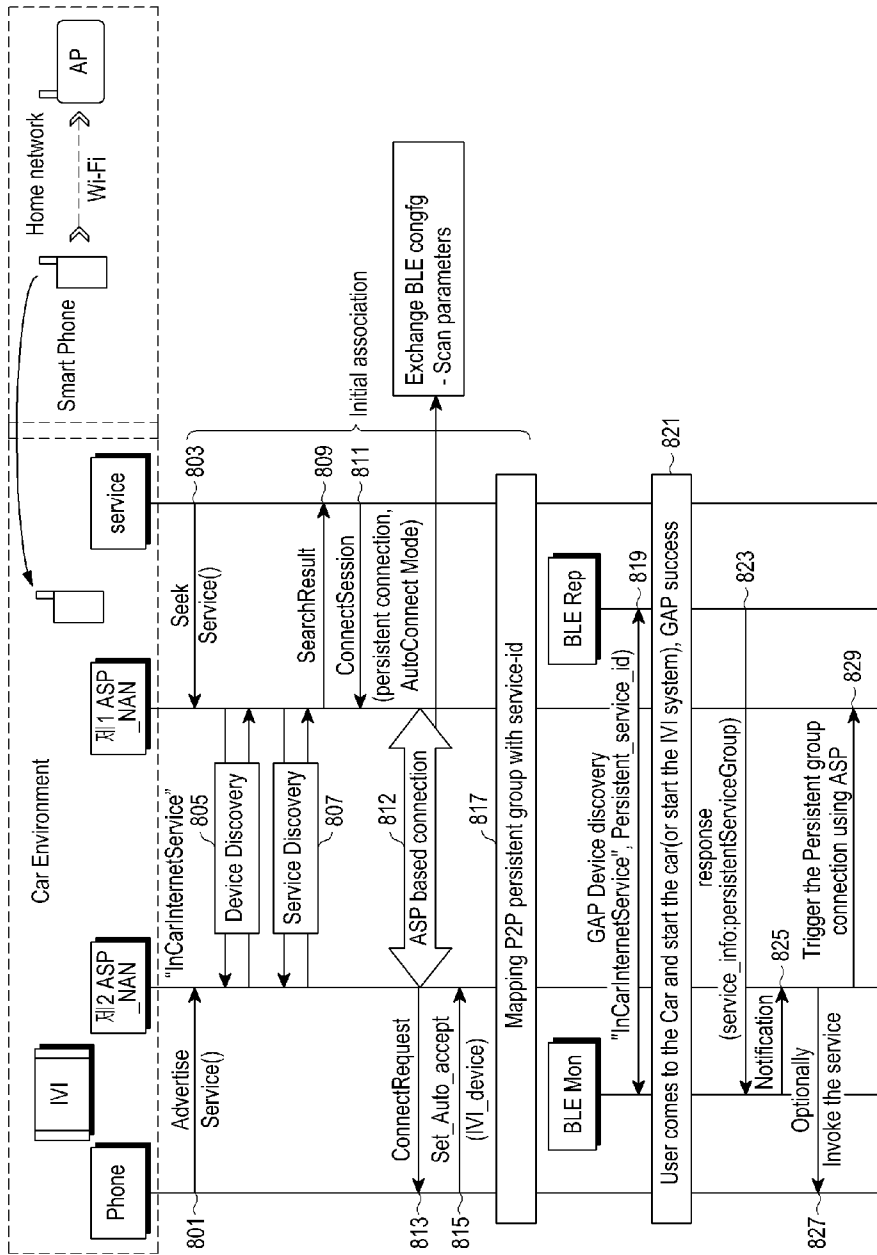 Car Environment
Home network
Smart Phone
Wi-Fi
AP
IVI
Phone
제2 ASP
_NAN
제1 ASP
_NAN
service
801
Advertise
Service()
"InCarInternetService"
Seek
Service()
803
805
Device Discovery
807
Service Discovery
SearchResult
809
ConnectSession
811
(persistent connection,
AutoConnect Mode)
Initial association
812
ASP based connection
Exchange BLE congfg
- Scan parameters
ConnectRequest
813
Set_Auto_accept
(IVI_device)
815
817
Mapping P2P persistent group with service-id
BLE Mon
BLE Rep
GAP Device discovery
"InCarInternetService", Persistent_service_id)
819
User comes to the Car and start the car(or start the IVI system), GAP success
821
response
(service_info:persistentServiceGroup)
823
Notification
825
Optionally
Invoke the service
827
Trigger the Persistent group
connection using ASP
829